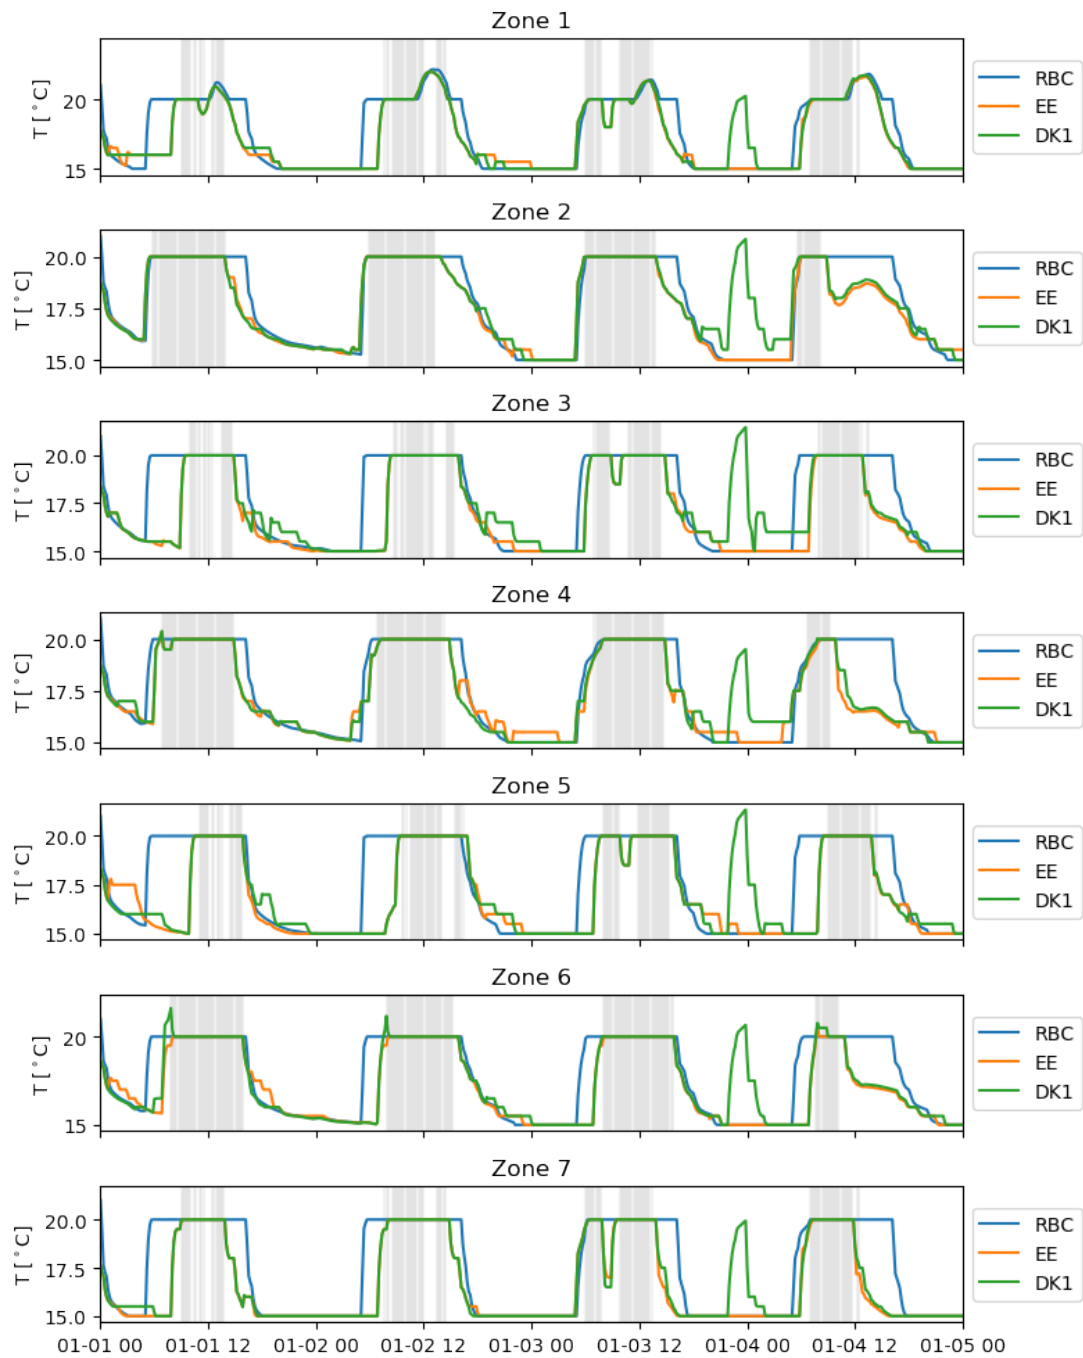 Zone 1
T [°C]
20
15
RBC
EE
DK1
Zone 2
T [°C]
20.0
17.5
15.0
RBC
EE
DK1
Zone 3
T [°C]
20.0
17.5
15.0
RBC
EE
DK1
Zone 4
T [°C]
20.0
17.5
15.0
RBC
EE
DK1
Zone 5
T [°C]
20.0
17.5
15.0
RBC
EE
DK1
Zone 6
T [°C]
20
15
RBC
EE
DK1
Zone 7
T [°C]
20.0
17.5
15.0
RBC
EE
DK1
01-01 00 01-01 12 01-02 00 01-02 12 01-03 00 01-03 12 01-04 00 01-04 12 01-05 00